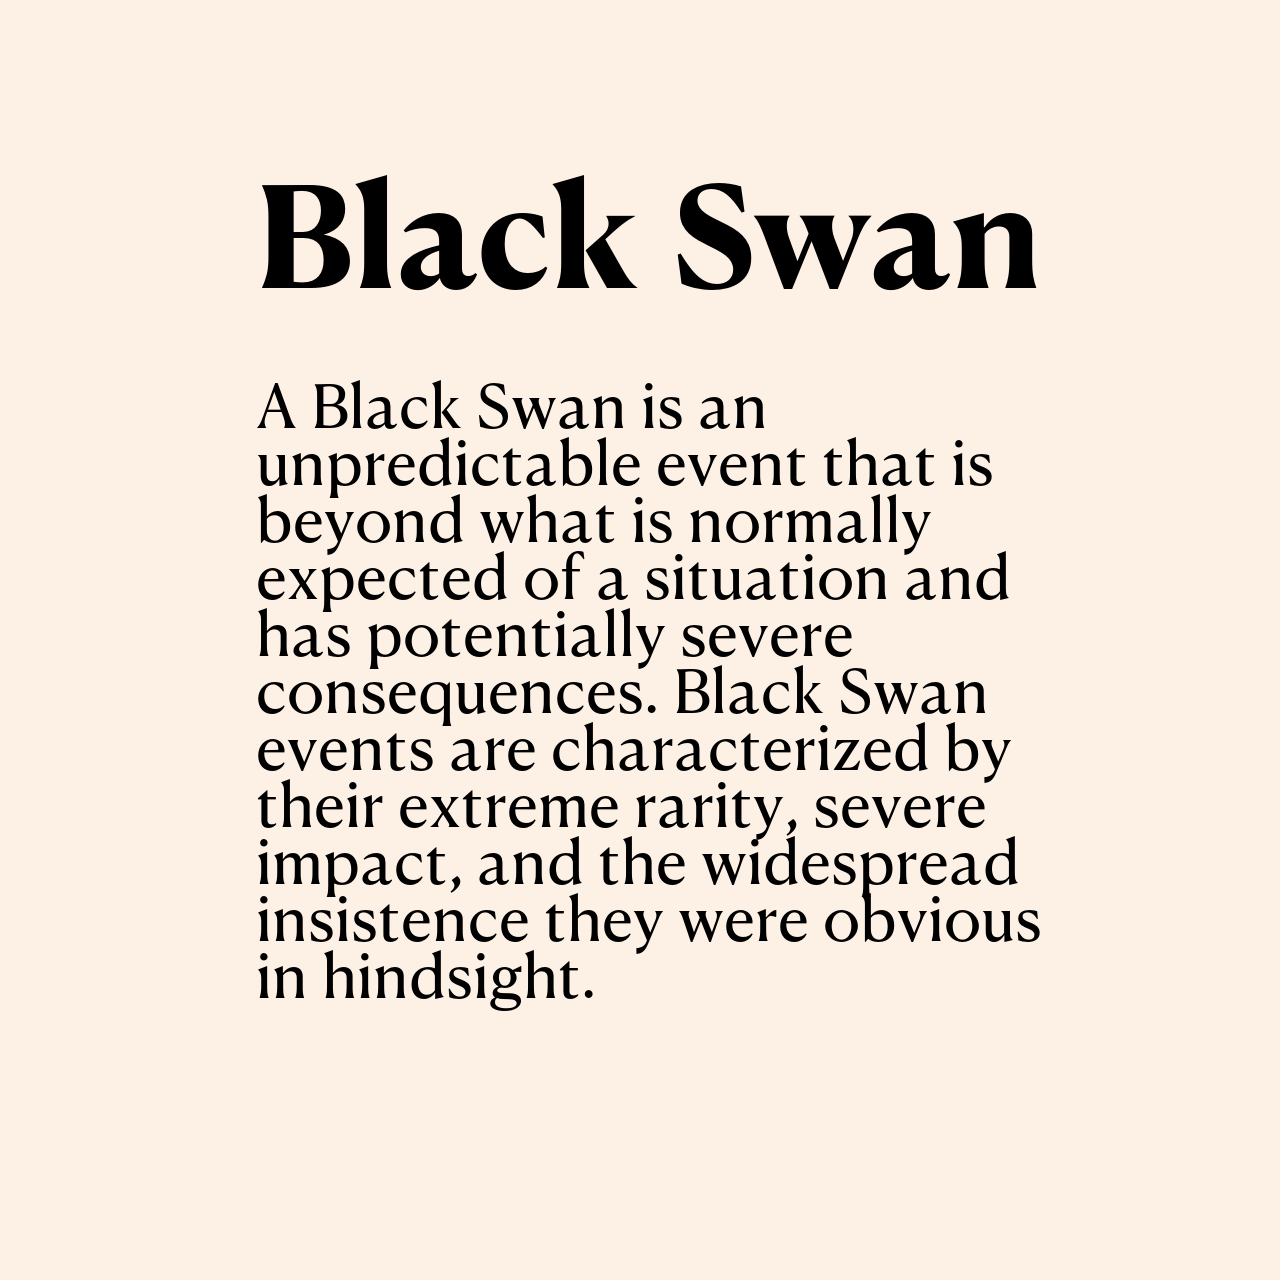 Black Swan
A Black Swan is an
unpredictable event that is
beyond what is normally
expected of a situation and
has potentially severe
consequences. Black Swan
events are characterized by
their extreme rarity, severe
impact, and the widespread
insistence they were obvious
in hindsight.